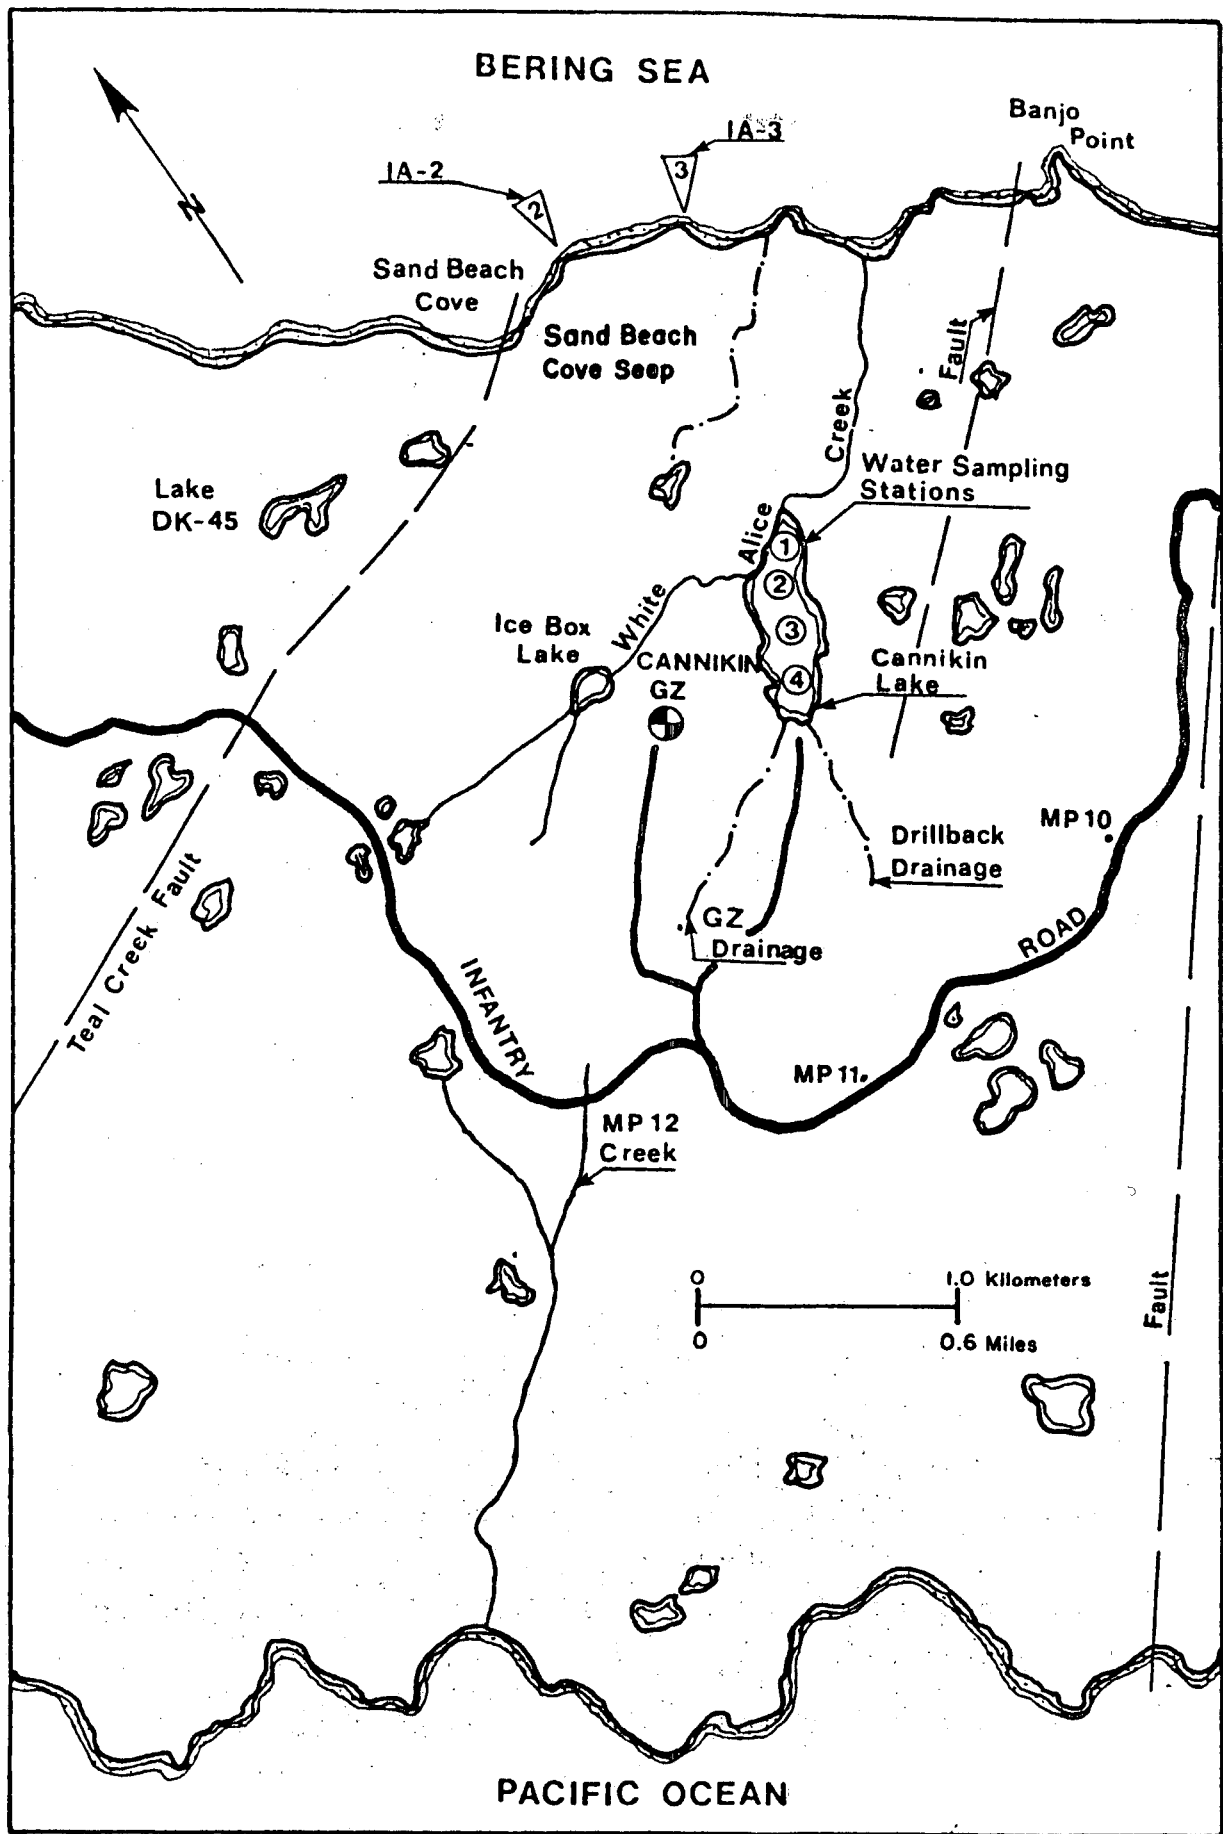 BERING SEA
Banjo
Point
IA-3
3
IA-2
2
N
Sand Beach
Cove
Sand Beach
Cove Seep
Fault
Creek
Water Sampling
Stations
Lake
DK-45
Alice
1
2
3
4
White
Ice Box
Lake
CANNIKIN
GZ
Cannikin
Lake
MP 10
Drillback
Drainage
GZ
Drainage
ROAD
Teal Creek Fault
INFANTRY
MP 11
MP 12
Creek
0
1.0 Kilometers
0
0.6 Miles
Fault
PACIFIC OCEAN